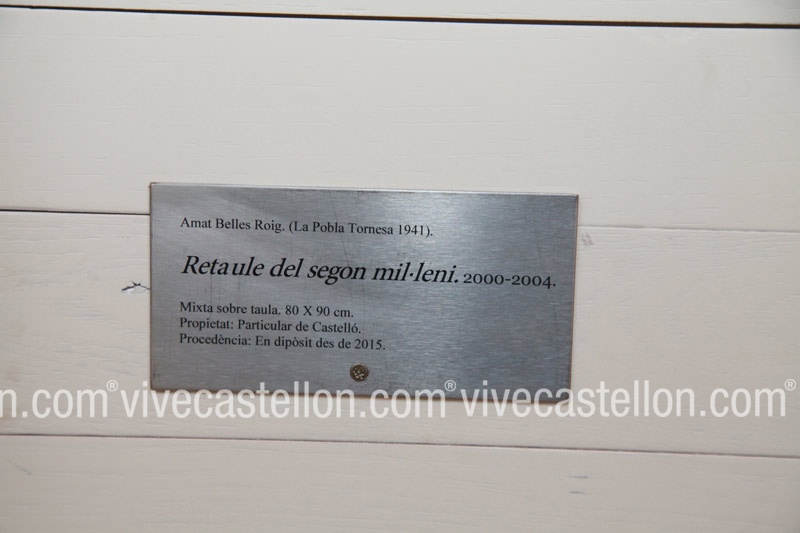 Amat Belles Roig. (La Pobla Tornesa 1941).
Retaule del segon mil·leni. 2000-2004.
Mixta sobre taula. 80 X 90 cm.
Propietat: Particular de Castelló.
Procedència: En dipòsit des de 2015.
on.com® vivecastellon.com® vivecastellon.com®